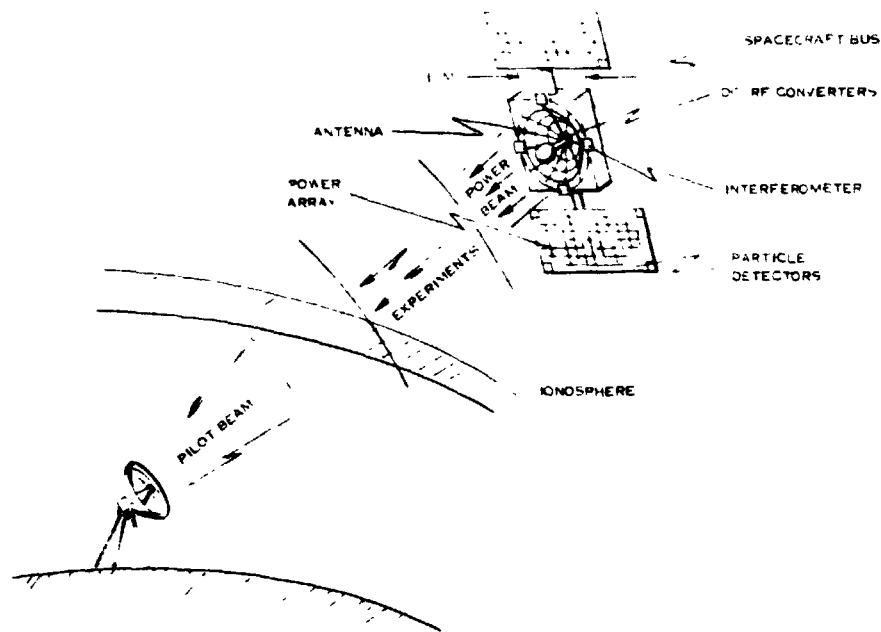 SPACECRAFT BUS
RF CONVERTERS
ANTENNA
POWER
BEAM
POWER
ARRAY
INTERFEROMETER
EXPERIMENTS
PARTICLE
DETECTORS
IONOSPHERE
PILOT BEAM